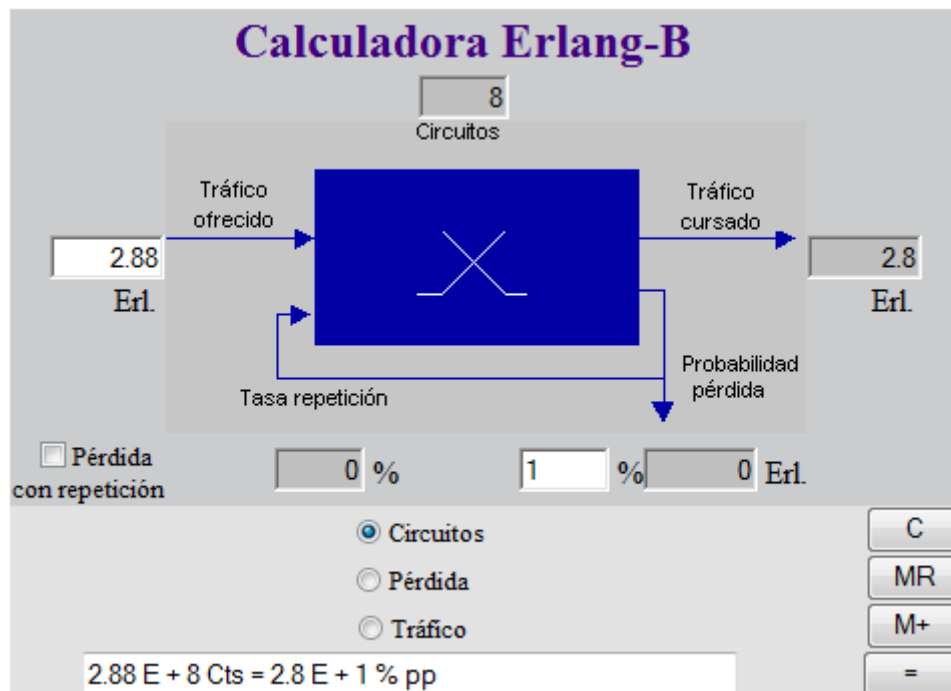 Calculadora Erlang-B
8
Circuitos
Tráfico
ofrecido
Tráfico
cursado
2.88
Erl.
2.8
Erl.
Tasa repetición
Probabilidad
pérdida
Pérdida
con repetición
0 %
1 %
0 Erl.
Circuitos
C
Pérdida
MR
Tráfico
M+
2.88 E + 8 Cts = 2.8 E + 1 % pp
=